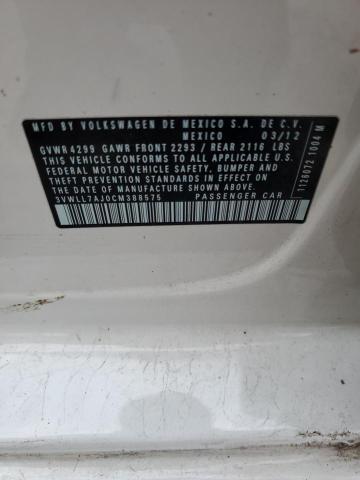 MFD BY VOLKSWAGEN DE MEXICO S.A. DE C.V.
MEXICO 03/12
GVWR 4299 GAWR FRONT 2293 / REAR 2116 LBS
THIS VEHICLE CONFORMS TO ALL APPLICABLE U.S.
FEDERAL MOTOR VEHICLE SAFETY, BUMPER AND
THEFT PREVENTION STANDARDS IN EFFECT ON
THE DATE OF MANUFACTURE SHOWN ABOVE
3VWLL7AJ0CM388575 PASSENGER CAR
1126072 1004 M